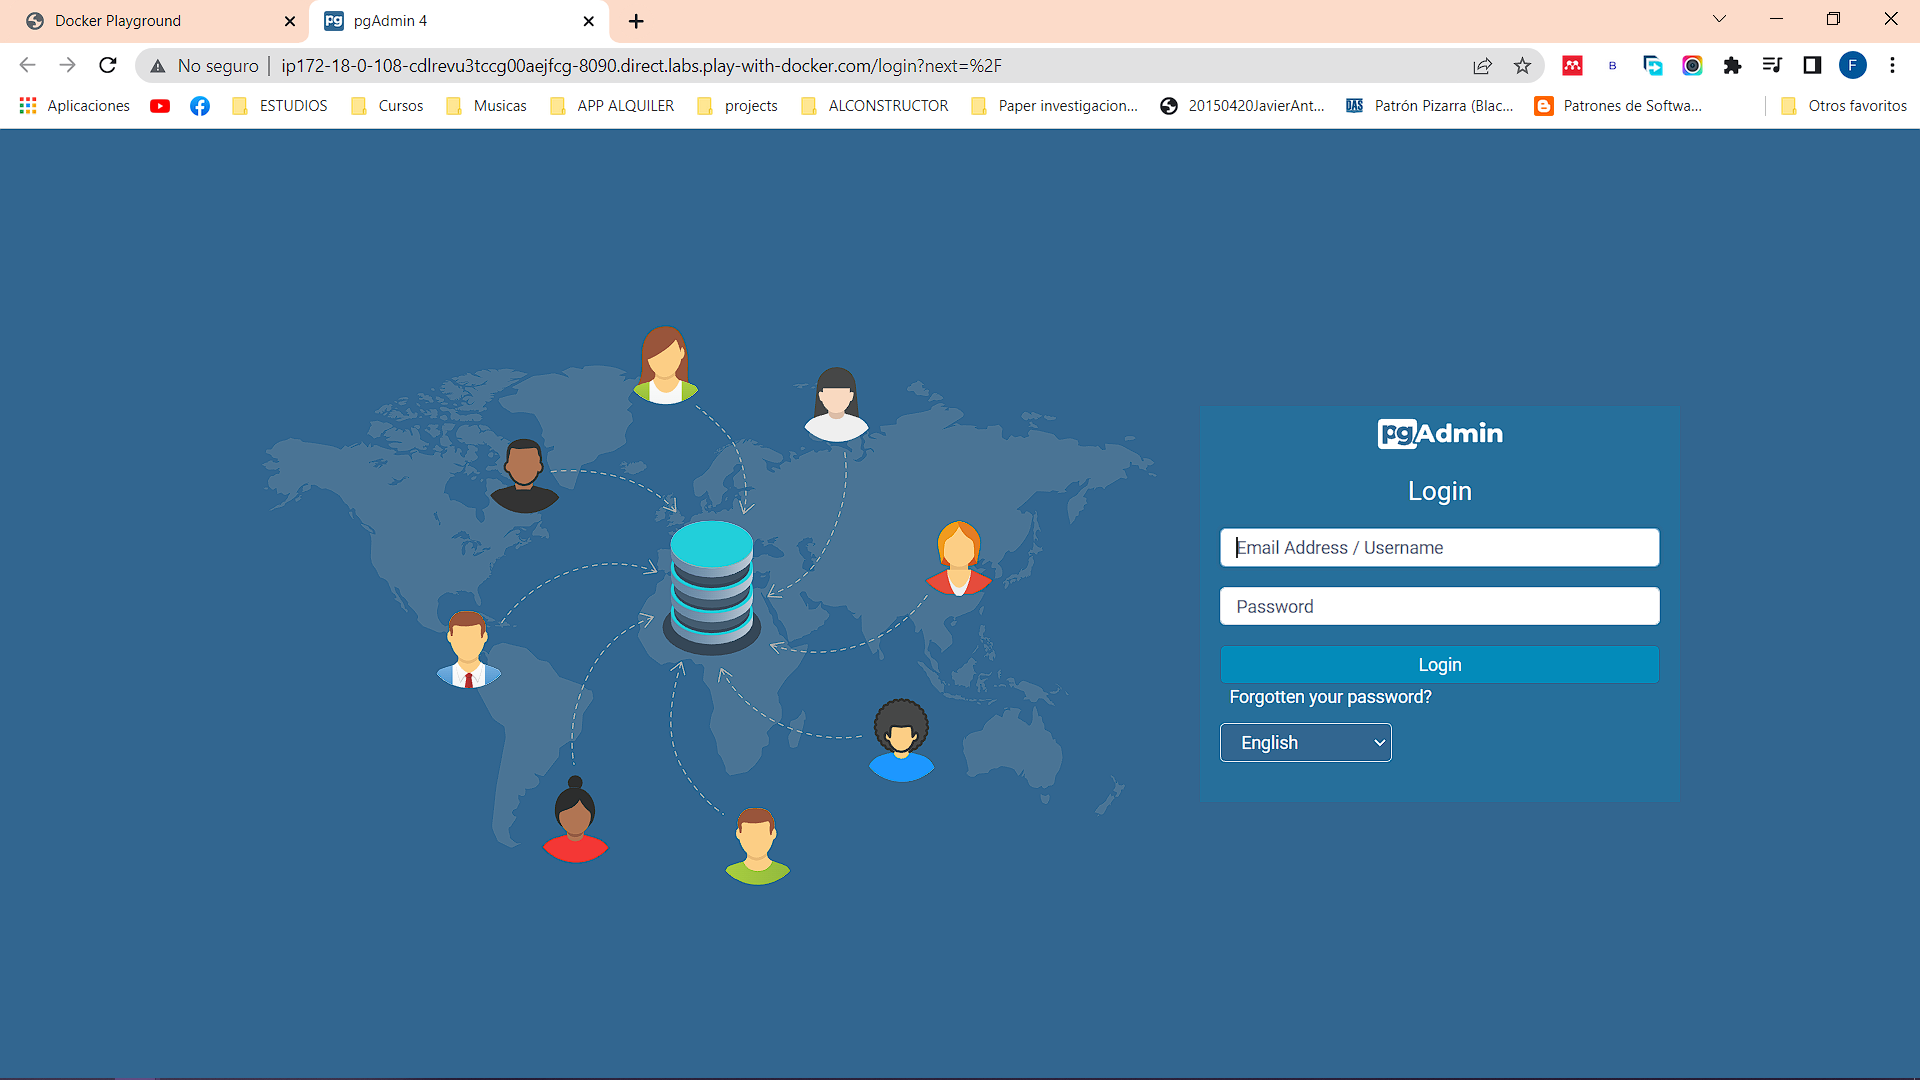 Docker Playground
pgAdmin 4
No seguro | ip172-18-0-108-cdlrevu3tccg00aejfcg-8090.direct.labs.play-with-docker.com/login?next=%2F
B
F
Aplicaciones
ESTUDIOS
Cursos
Musicas
APP ALQUILER
projects
ALCONSTRUCTOR
Paper investigacion...
20150420JavierAnt...
DAS
Patrón Pizarra (Blac...
Patrones de Softwa...
Otros favoritos
pgAdmin
Login
Email Address / Username
Password
Login
Forgotten your password?
English